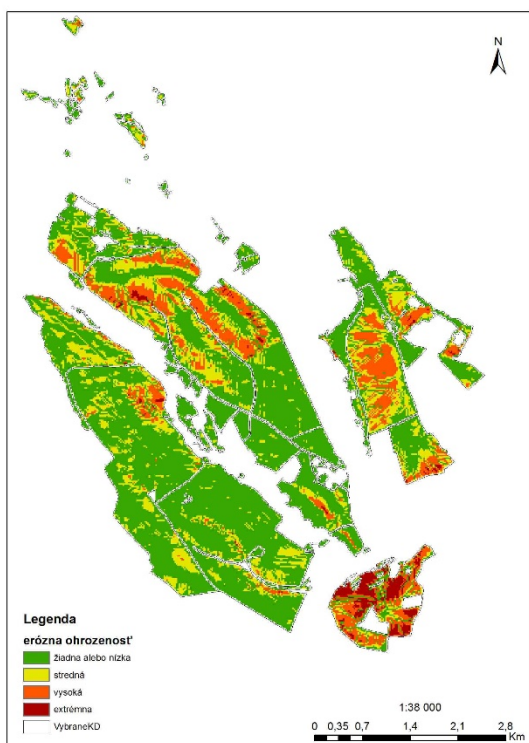 N
Legenda
erózna ohrozenosť
žiadna alebo nízka
stredná
vysoká
extrémna
VybraneKD
1:38 000
0 0,35 0,7 1,4 2,1 2,8
Km